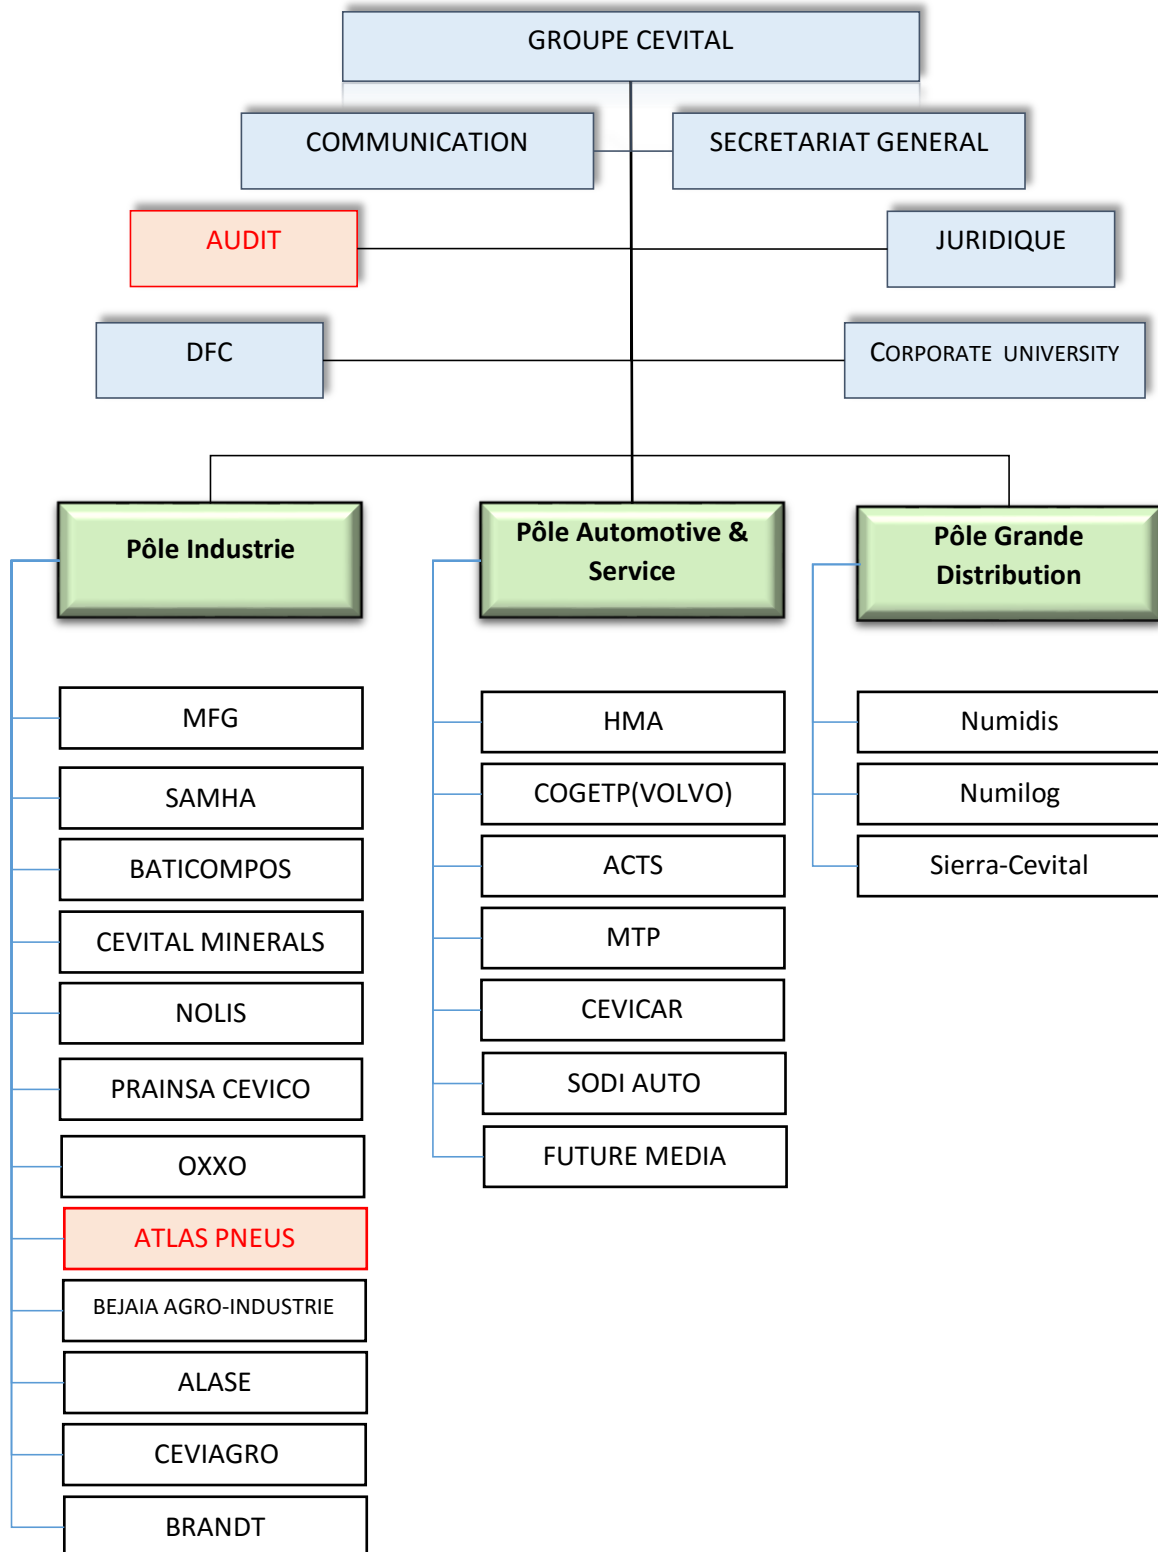 GROUPE CEVITAL
COMMUNICATION
SECRETARIAT GENERAL
AUDIT
JURIDIQUE
DFC
CORPORATE UNIVERSITY
Pôle Industrie
Pôle Automotive &
Service
Pôle Grande
Distribution
MFG
SAMHA
BATICOMPOS
CEVITAL MINERALS
NOLIS
PRAINSA CEVICO
OXXO
ATLAS PNEUS
BEJAIA AGRO-INDUSTRIE
ALASE
CEVIAGRO
BRANDT
HMA
COGETP(VOLVO)
ACTS
MTP
CEVICAR
SODI AUTO
FUTURE MEDIA
Numidis
Numilog
Sierra-Cevital